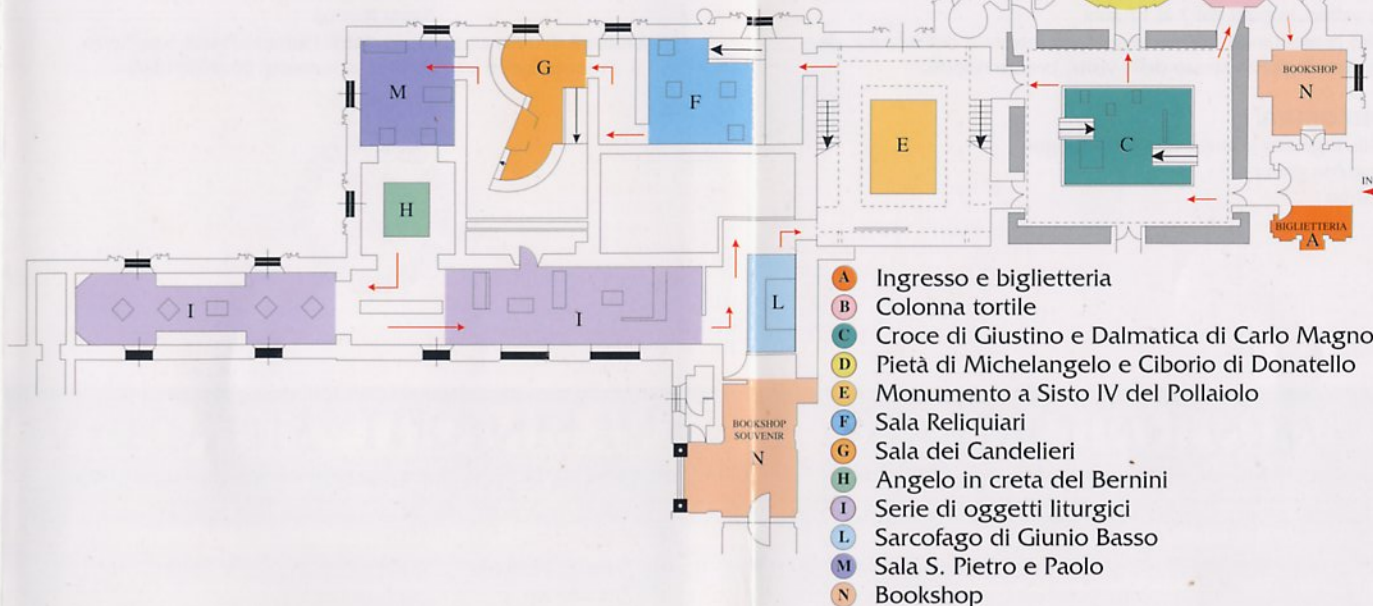 G
M
F
BOOKSHOP
N
E
C
H
IN
BIGLIETTERIA
A
I
I
L
BOOKSHOP
SOUVENIR
N
A Ingresso e biglietteria
B Colonna tortile
C Croce di Giustino e Dalmatica di Carlo Magno
D Pietà di Michelangelo e Ciborio di Donatello
E Monumento a Sisto IV del Pollaiolo
F Sala Reliquiari
G Sala dei Candelieri
H Angelo in creta del Bernini
I Serie di oggetti liturgici
L Sarcofago di Giunio Basso
M Sala S. Pietro e Paolo
N Bookshop